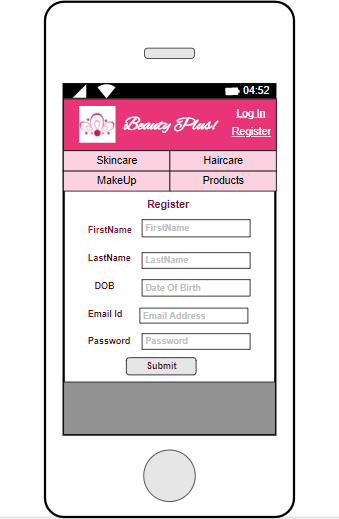 04:52
Beauty Plus!
Log In
Register
Skincare Haircare
MakeUp Products
Register
FirstName FirstName
LastName LastName
DOB Date Of Birth
Email Id Email Address
Password Password
Submit